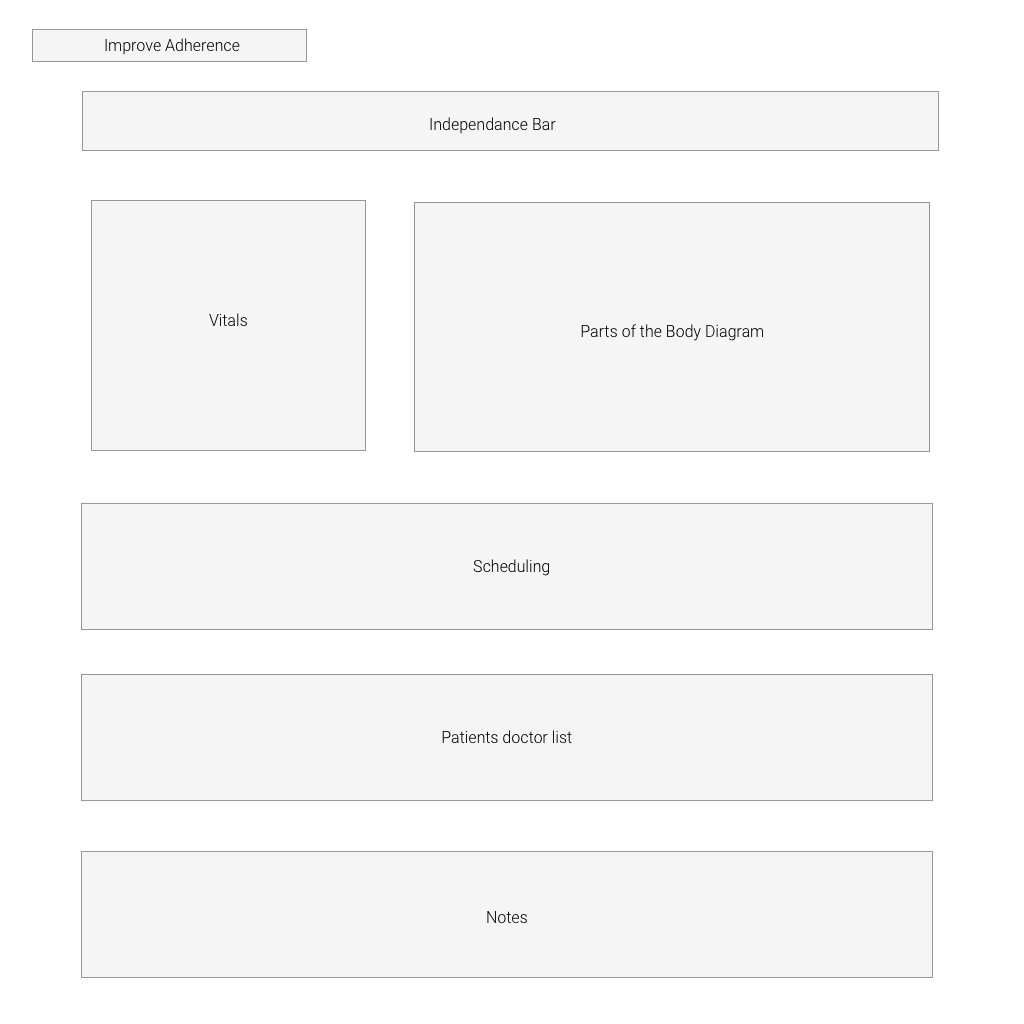 Improve Adherence
Independance Bar
Vitals
Parts of the Body Diagram
Scheduling
Patients doctor list
Notes